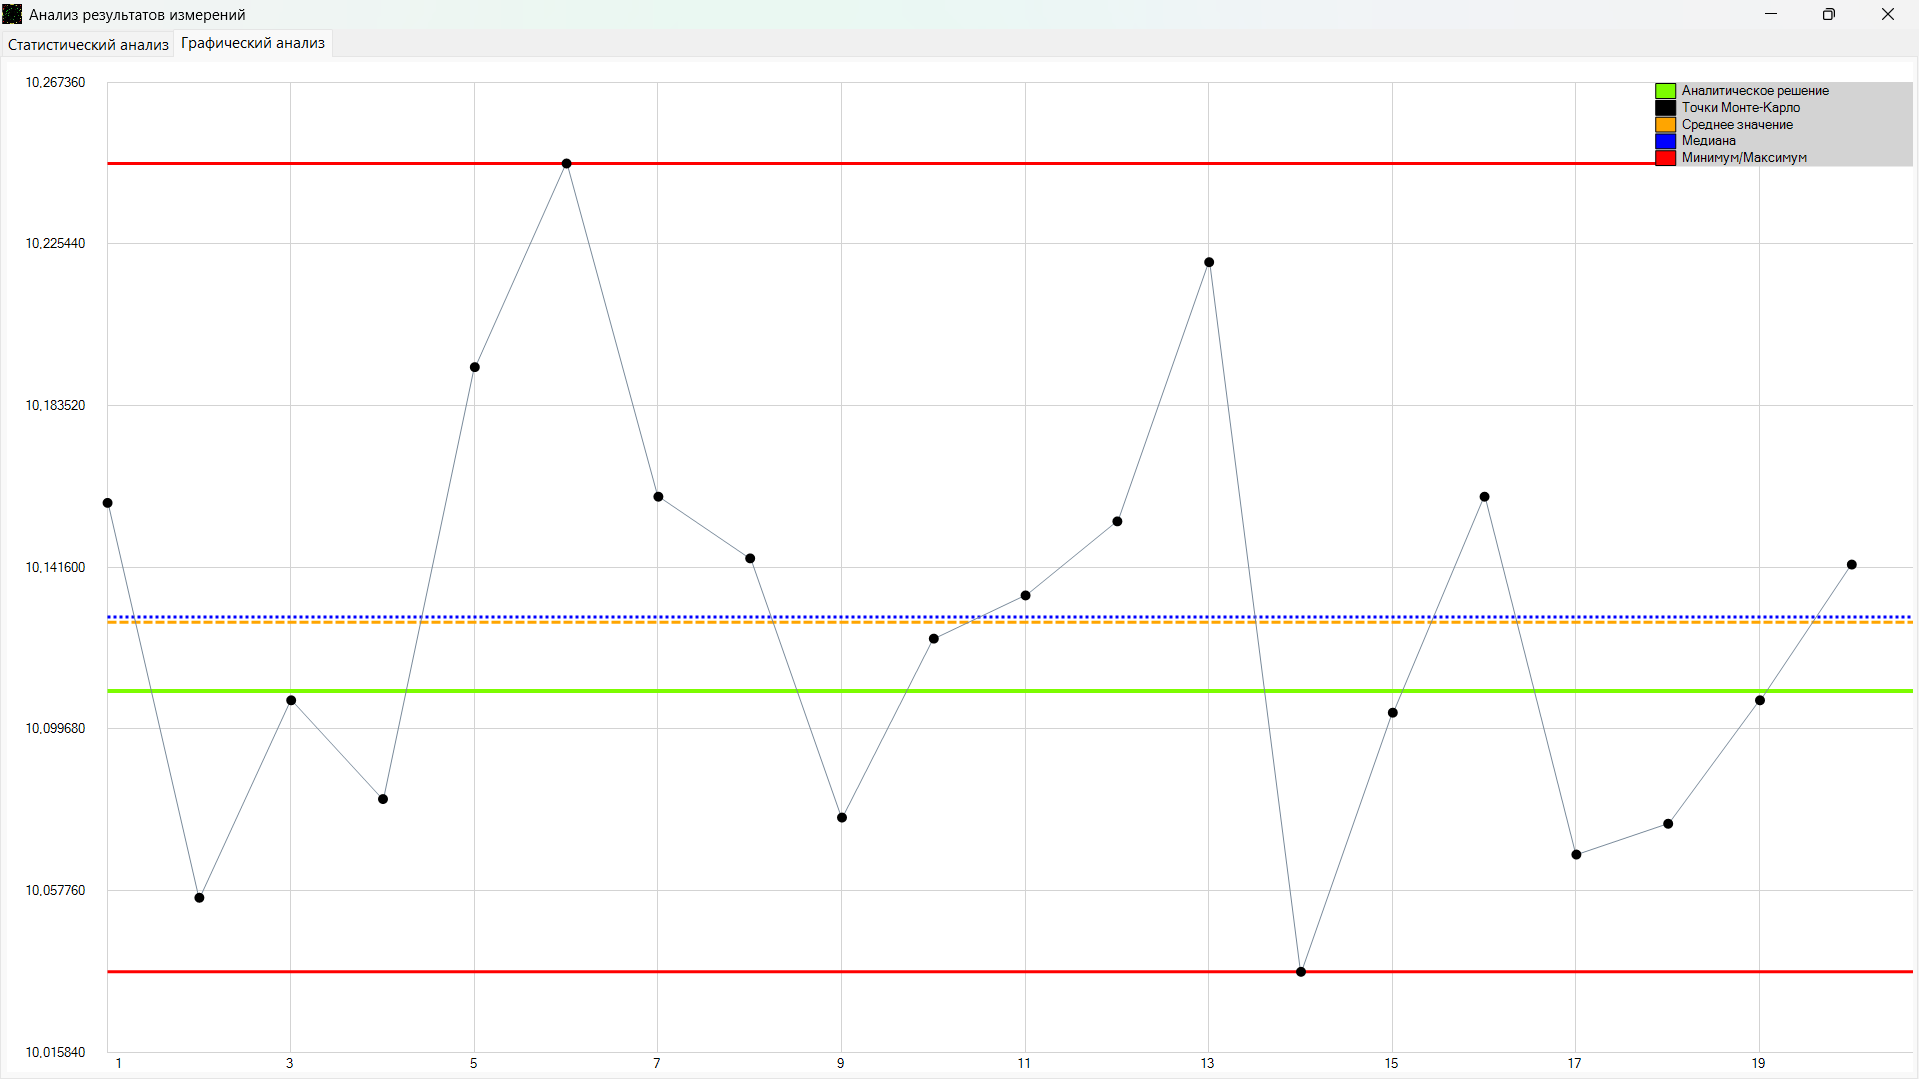 Анализ результатов измерений
Статистический анализ
Графический анализ
10,267360
10,225440
10,183520
10,141600
10,099680
10,057760
10,015840
Аналитическое решение
Точки Монте-Карло
Среднее значение
Медиана
Минимум/Максимум
1 3 5 7 9 11 13 15 17 19